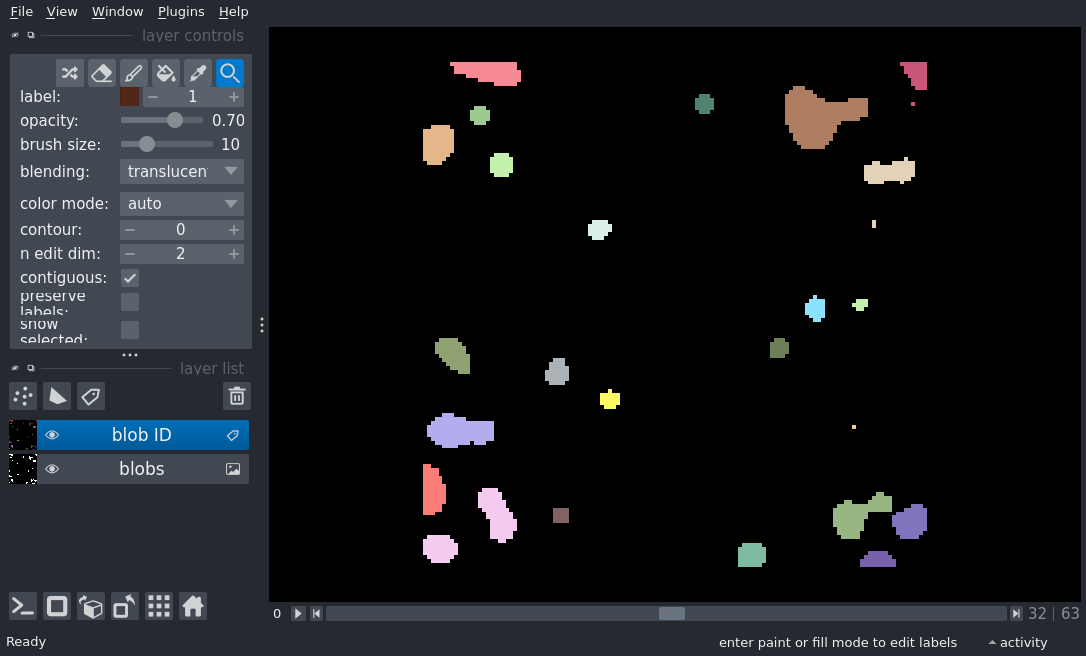 File View Window Plugins Help
layer controls
label: 1
opacity: 0.70
brush size: 10
blending: translucen
color mode: auto
contour: 0
n edit dim: 2
contiguous:
preserve
labels:
show
selected:
layer list
blob ID
blobs
0 32 63
Ready enter paint or fill mode to edit labels activity